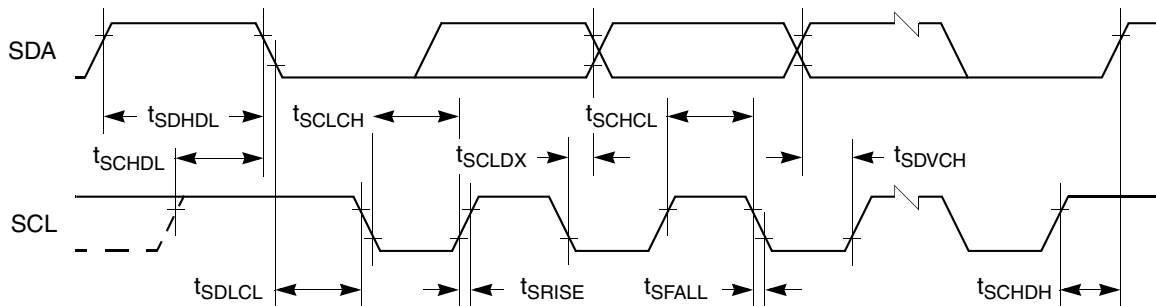 SDA
tSDHDL
tSCLCH
tSCHCL
tSCHDL
tSCLDX
tSDVCH
SCL
tSDLCL
tSRISE
tSFALL
tSCHDH